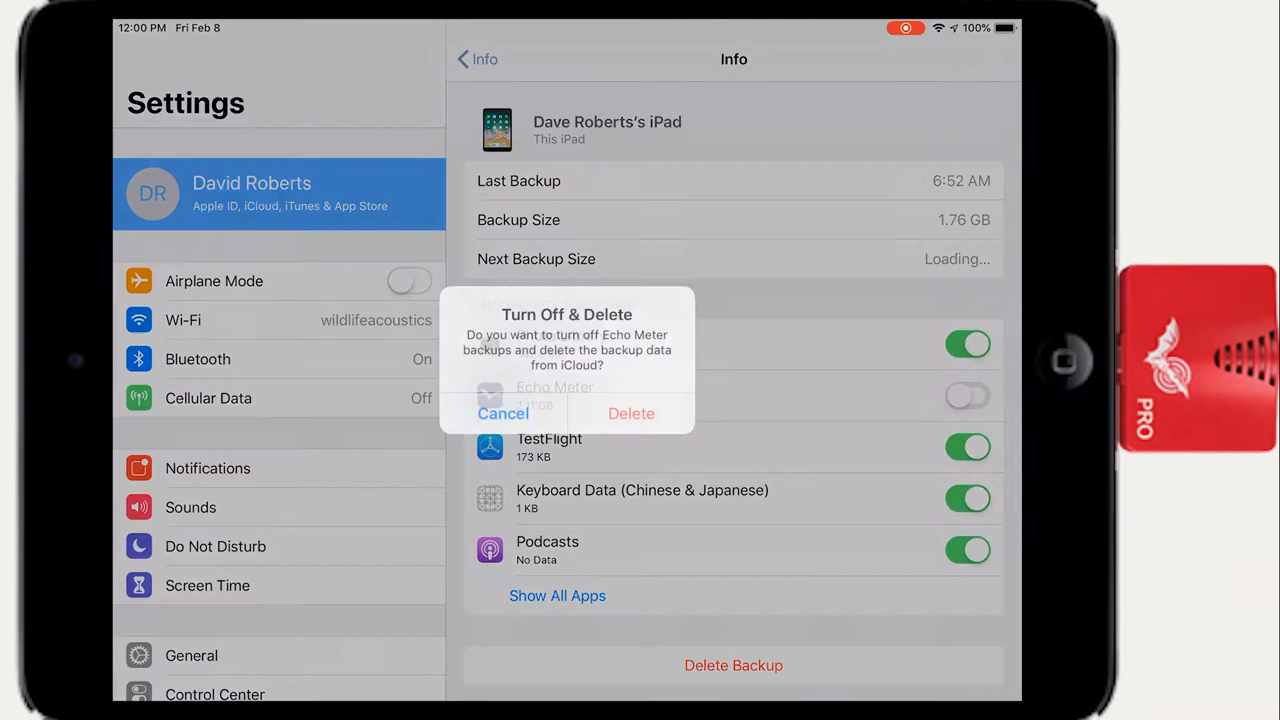 12:00 PM Fri Feb 8
100%
Settings
DR
David Roberts
Apple ID, iCloud, iTunes & App Store
Airplane Mode
Wi-Fi
wildlifeacoustics
Bluetooth
On
Cellular Data
Off
Notifications
Sounds
Do Not Disturb
Screen Time
General
Control Center
Info
Info
Dave Roberts's iPad
This iPad
Last Backup
6:52 AM
Backup Size
1.76 GB
Next Backup Size
Loading...
Turn Off & Delete
Do you want to turn off Echo Meter
backups and delete the backup data
from iCloud?
Cancel
Delete
Echo Meter
TestFlight
173 KB
Keyboard Data (Chinese & Japanese)
1 KB
Podcasts
No Data
Show All Apps
Delete Backup
PRO